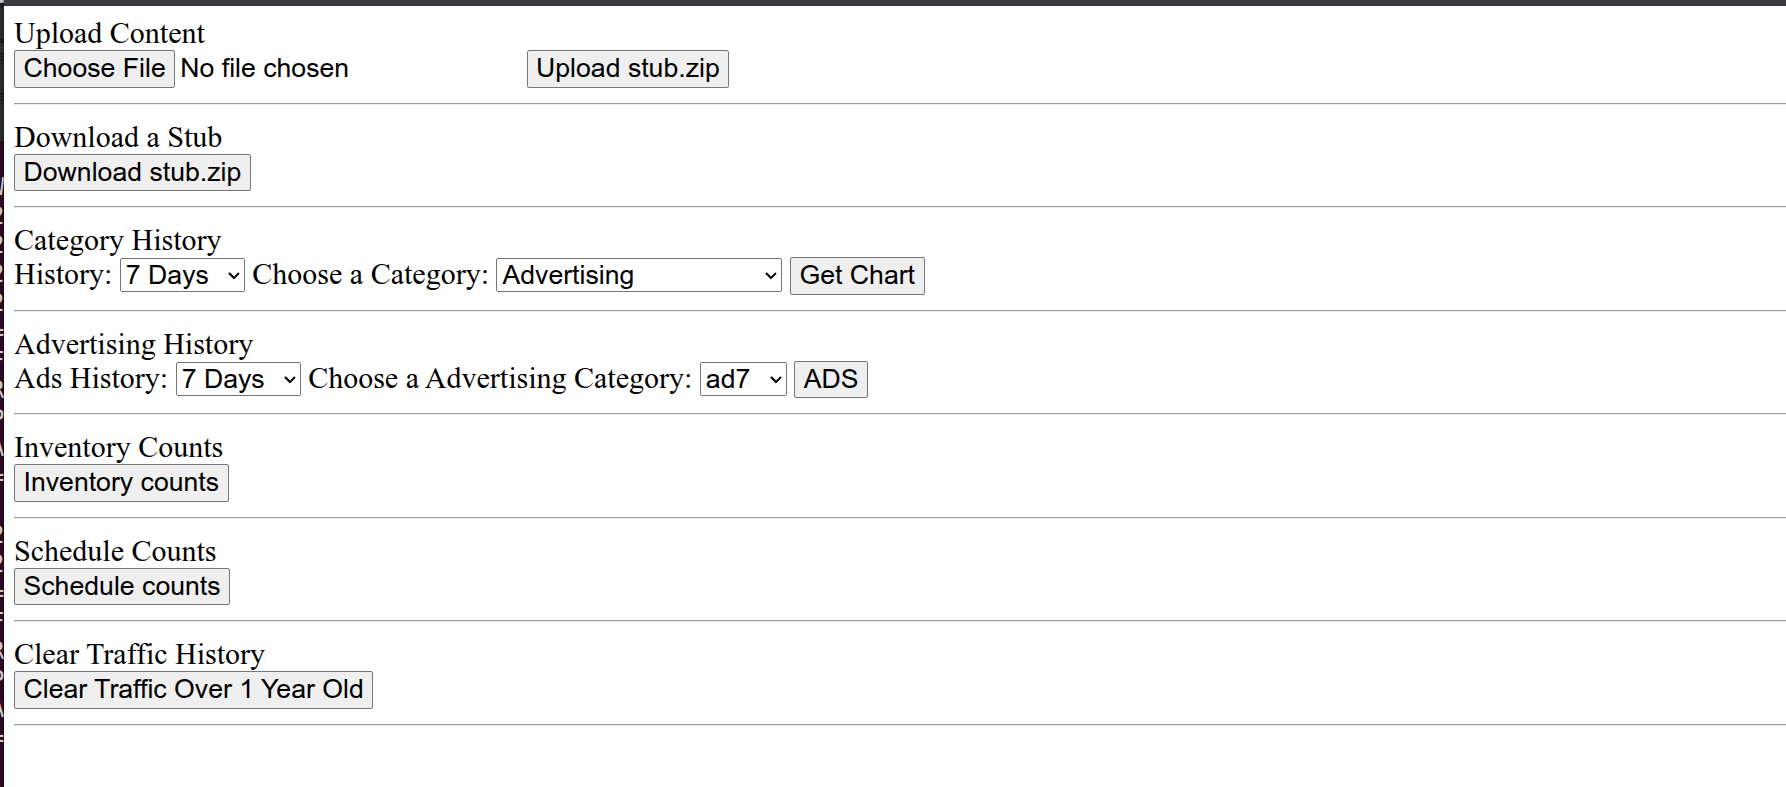 Upload Content
Choose File No file chosen Upload stub.zip
Download a Stub
Download stub.zip
Category History
History: 7 Days Choose a Category: Advertising Get Chart
Advertising History
Ads History: 7 Days Choose a Advertising Category: ad7 ADS
Inventory Counts
Inventory counts
Schedule Counts
Schedule counts
Clear Traffic History
Clear Traffic Over 1 Year Old